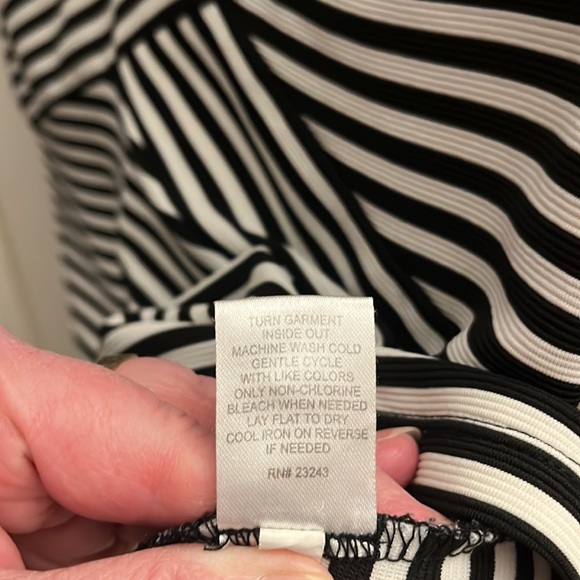 TURN GARMENT
INSIDE OUT
MACHINE WASH COLD
GENTLE CYCLE
WITH LIKE COLORS
ONLY NON-CHLORINE
BLEACH WHEN NEEDED
LAY FLAT TO DRY
COOL IRON ON REVERSE
IF NEEDED
RN# 23243